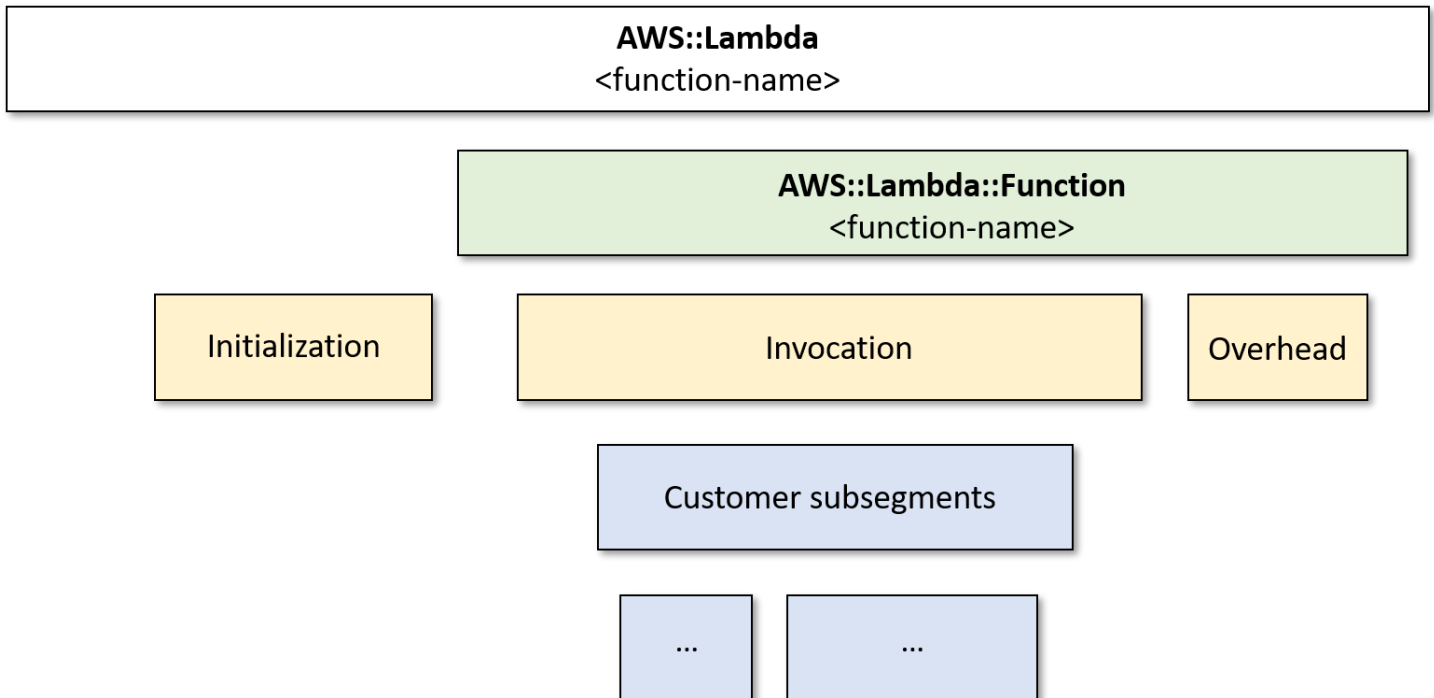 AWS::Lambda
<function-name>
AWS::Lambda::Function
<function-name>
Initialization
Invocation
Overhead
Customer subsegments
...
...